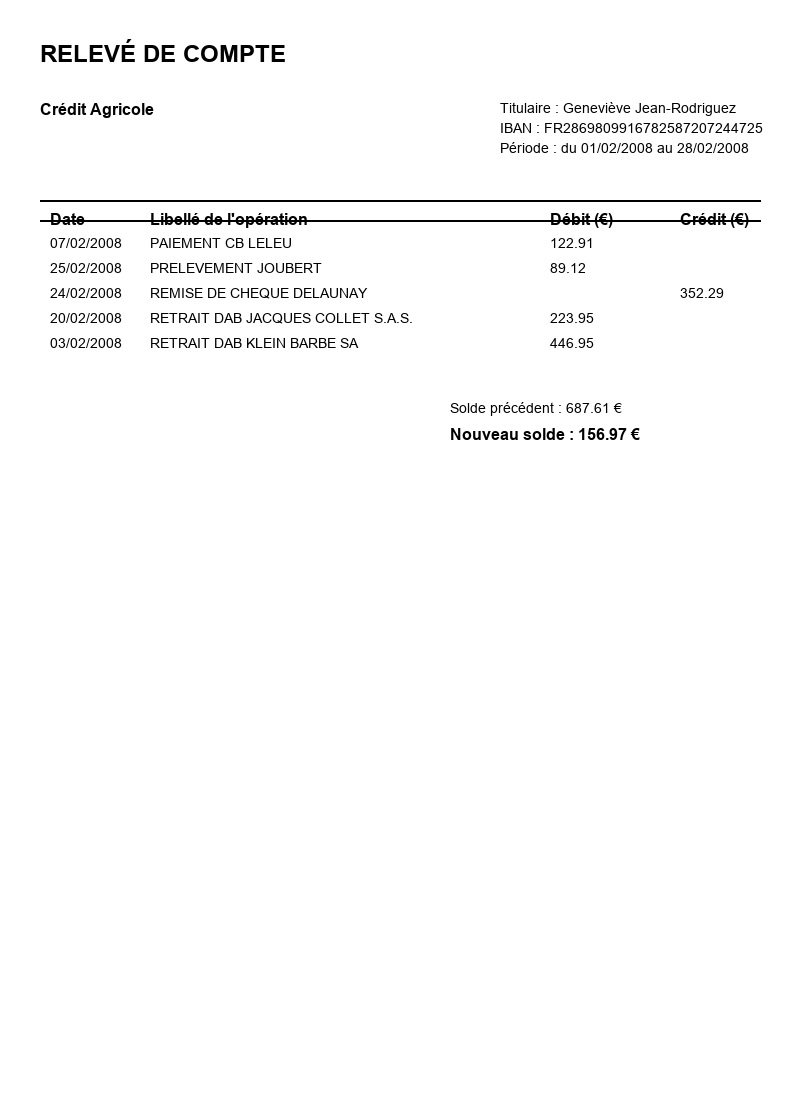 RELEVÉ DE COMPTE
Crédit Agricole
Titulaire : Geneviève Jean-Rodriguez
IBAN : FR2869809916782587207244725
Période : du 01/02/2008 au 28/02/2008
Date Libellé de l'opération Débit (€) Crédit (€)
07/02/2008 PAIEMENT CB LELEU 122.91
25/02/2008 PRELEVEMENT JOUBERT 89.12
24/02/2008 REMISE DE CHEQUE DELAUNAY 352.29
20/02/2008 RETRAIT DAB JACQUES COLLET S.A.S. 223.95
03/02/2008 RETRAIT DAB KLEIN BARBE SA 446.95
Solde précédent : 687.61 €
Nouveau solde : 156.97 €